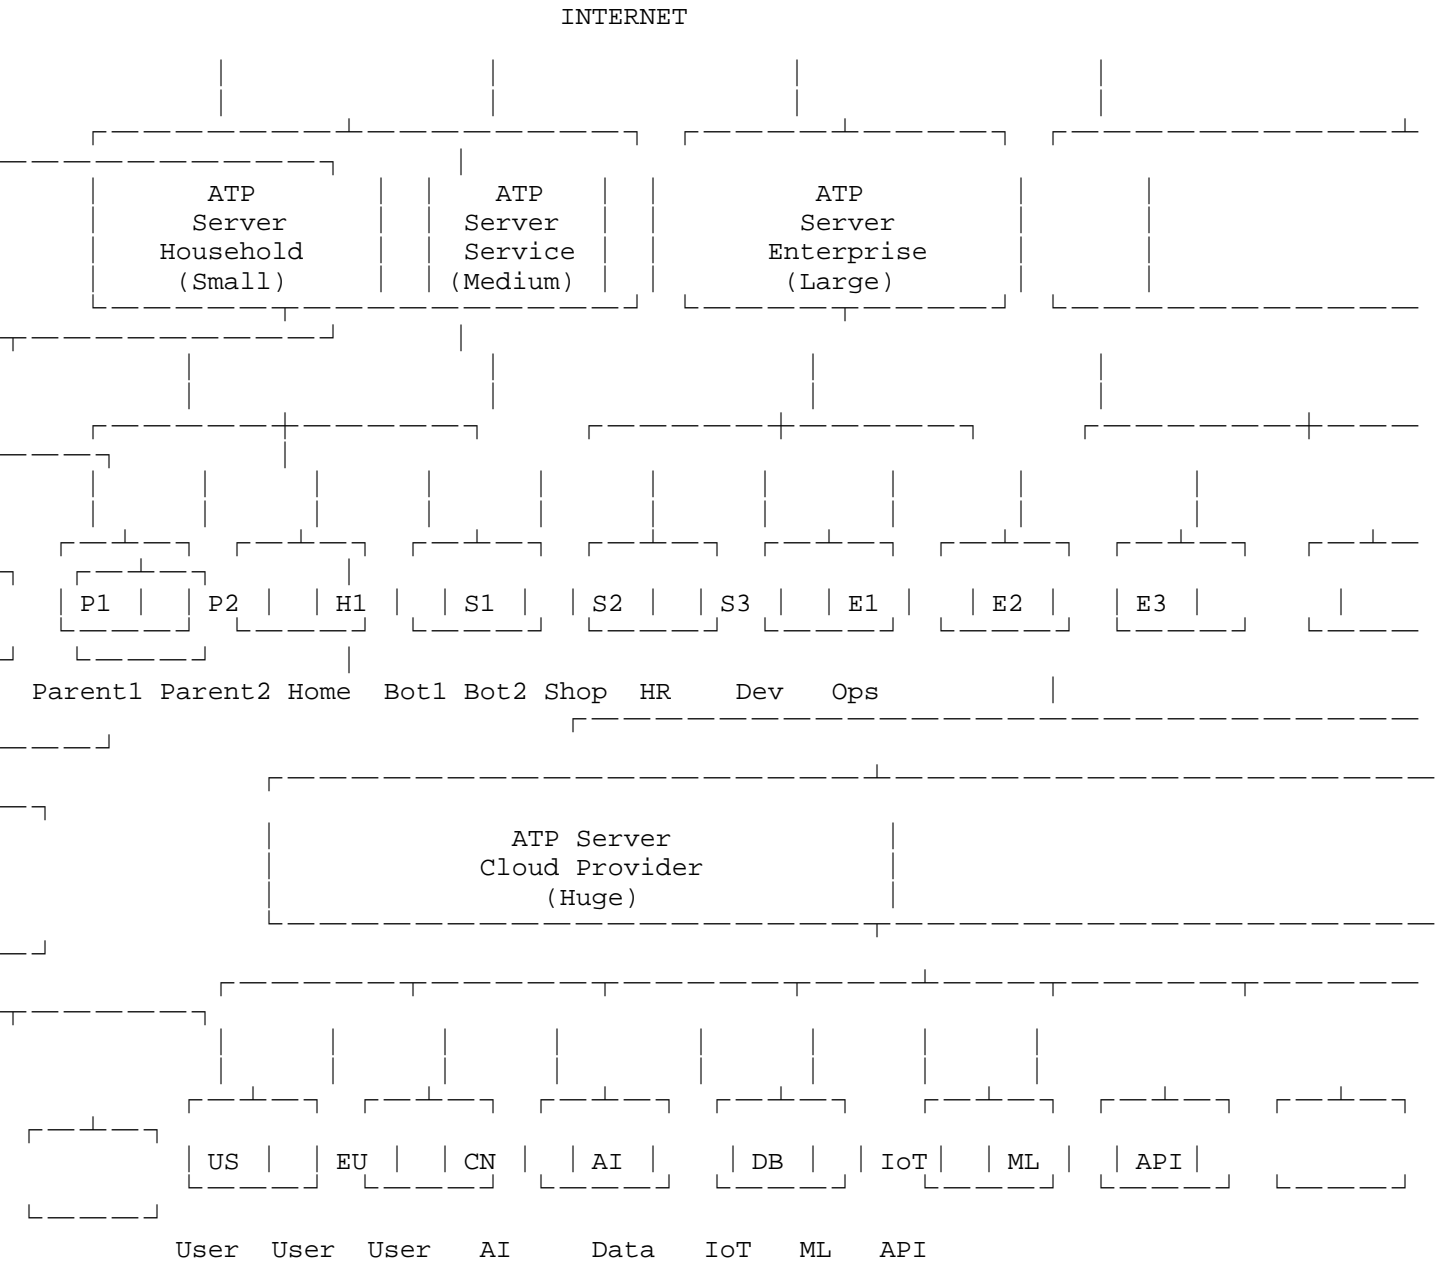 INTERNET
ATP ATP ATP
Server Server Server
Household Service Enterprise
(Small) (Medium) (Large)
P1 P2 H1 S1 S2 S3 E1 E2 E3
Parent1 Parent2 Home Bot1 Bot2 Shop HR Dev Ops
ATP Server
Cloud Provider
(Huge)
US EU CN AI DB IoT ML API
User User User AI Data IoT ML API